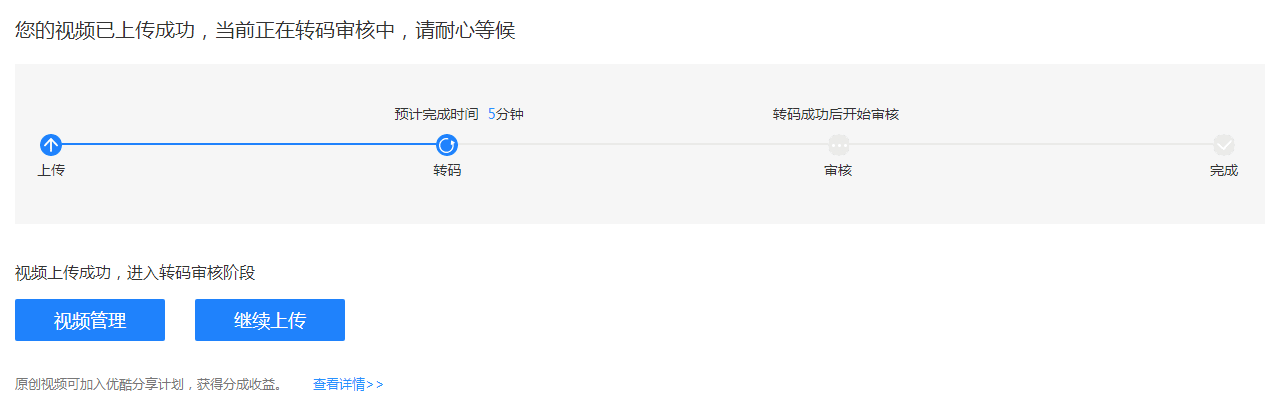 您的视频已上传成功，当前正在转码审核中，请耐心等候
预计完成时间 5分钟
转码成功后开始审核
上传
转码
审核
完成
视频上传成功，进入转码审核阶段
视频管理
继续上传
原创视频可加入优酷分享计划，获得分成收益。 查看详情>>